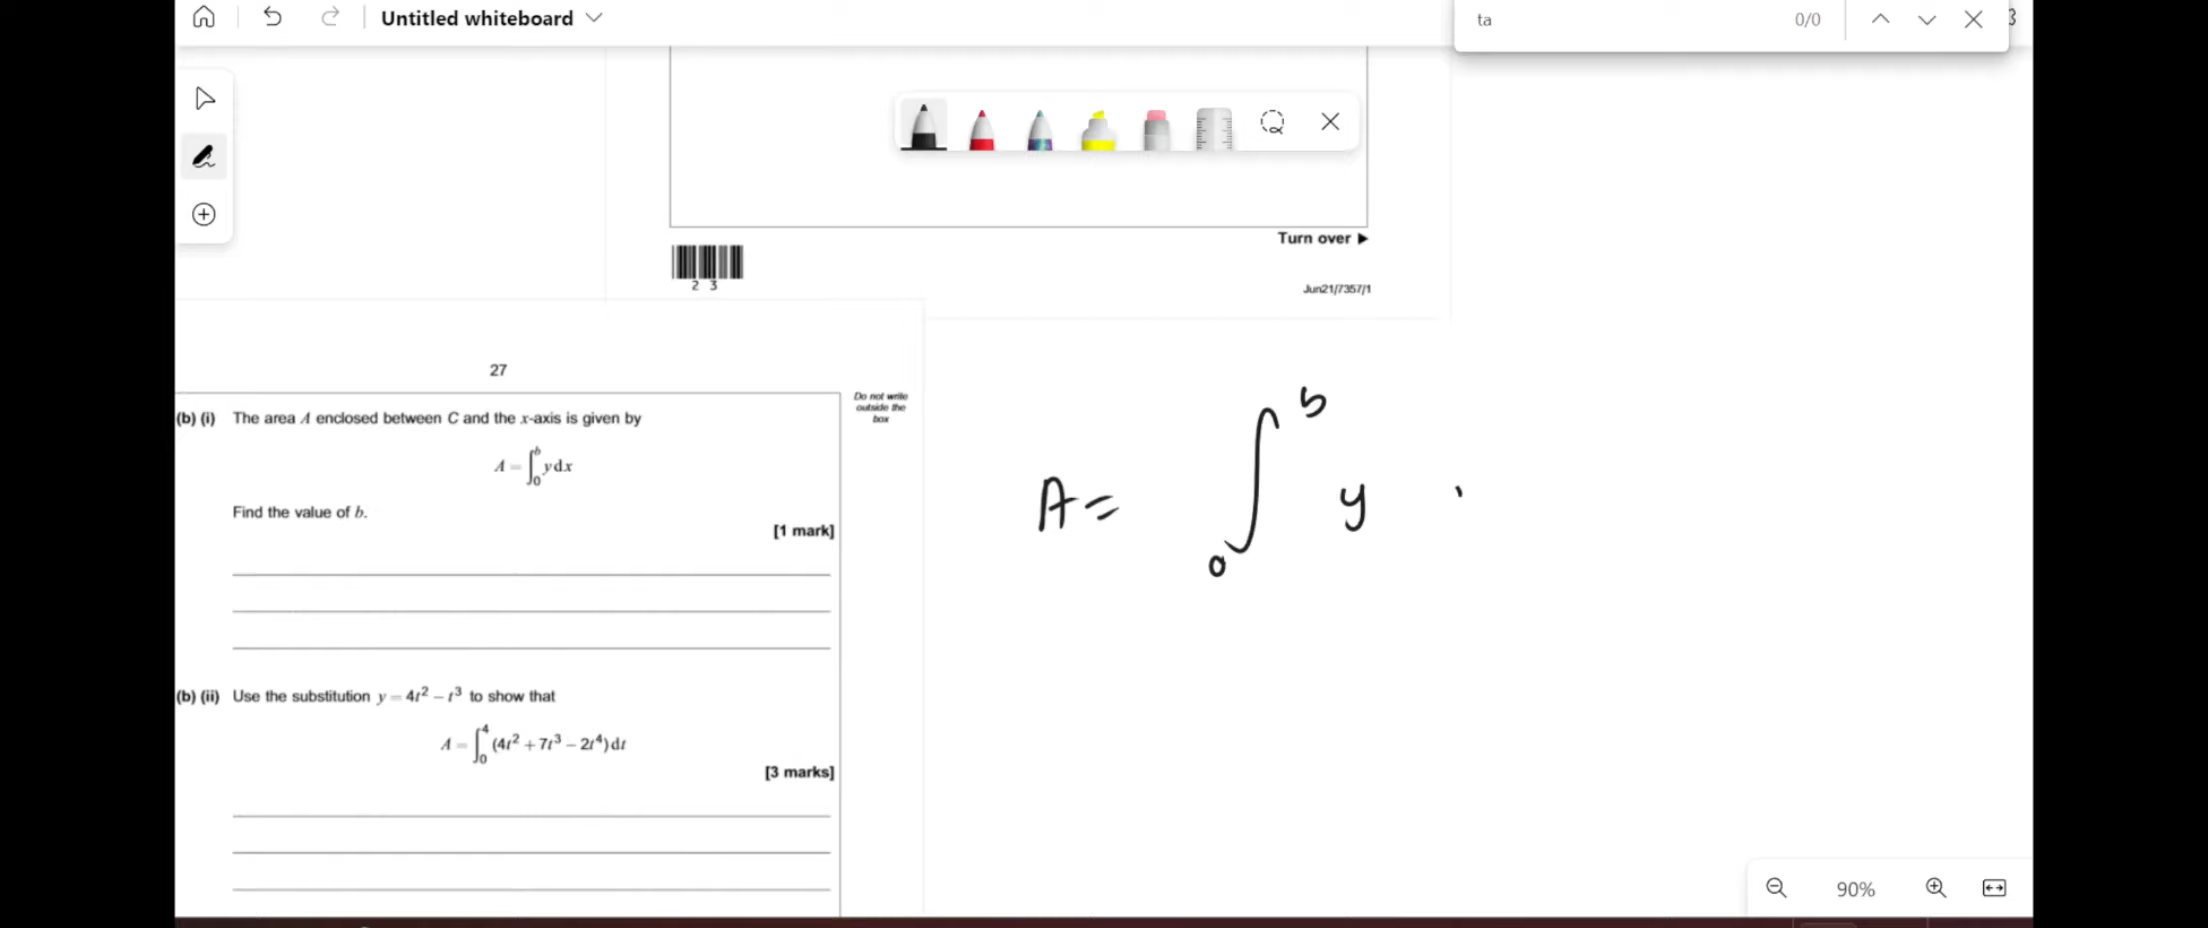 Untitled whiteboard
ta
0/0
Turn over ▶
2 3
Jun21/7357/1
27
Do not write
outside the
box
(b) (i) The area A enclosed between C and the x-axis is given by
A = ∫₀ᵇ y dx
Find the value of b.
[1 mark]
A = ∫₀ᵇ y
(b) (ii) Use the substitution y = 4t² – t³ to show that
A = ∫₀⁴ (4t² + 7t³ – 2t⁴) dt
[3 marks]
90%